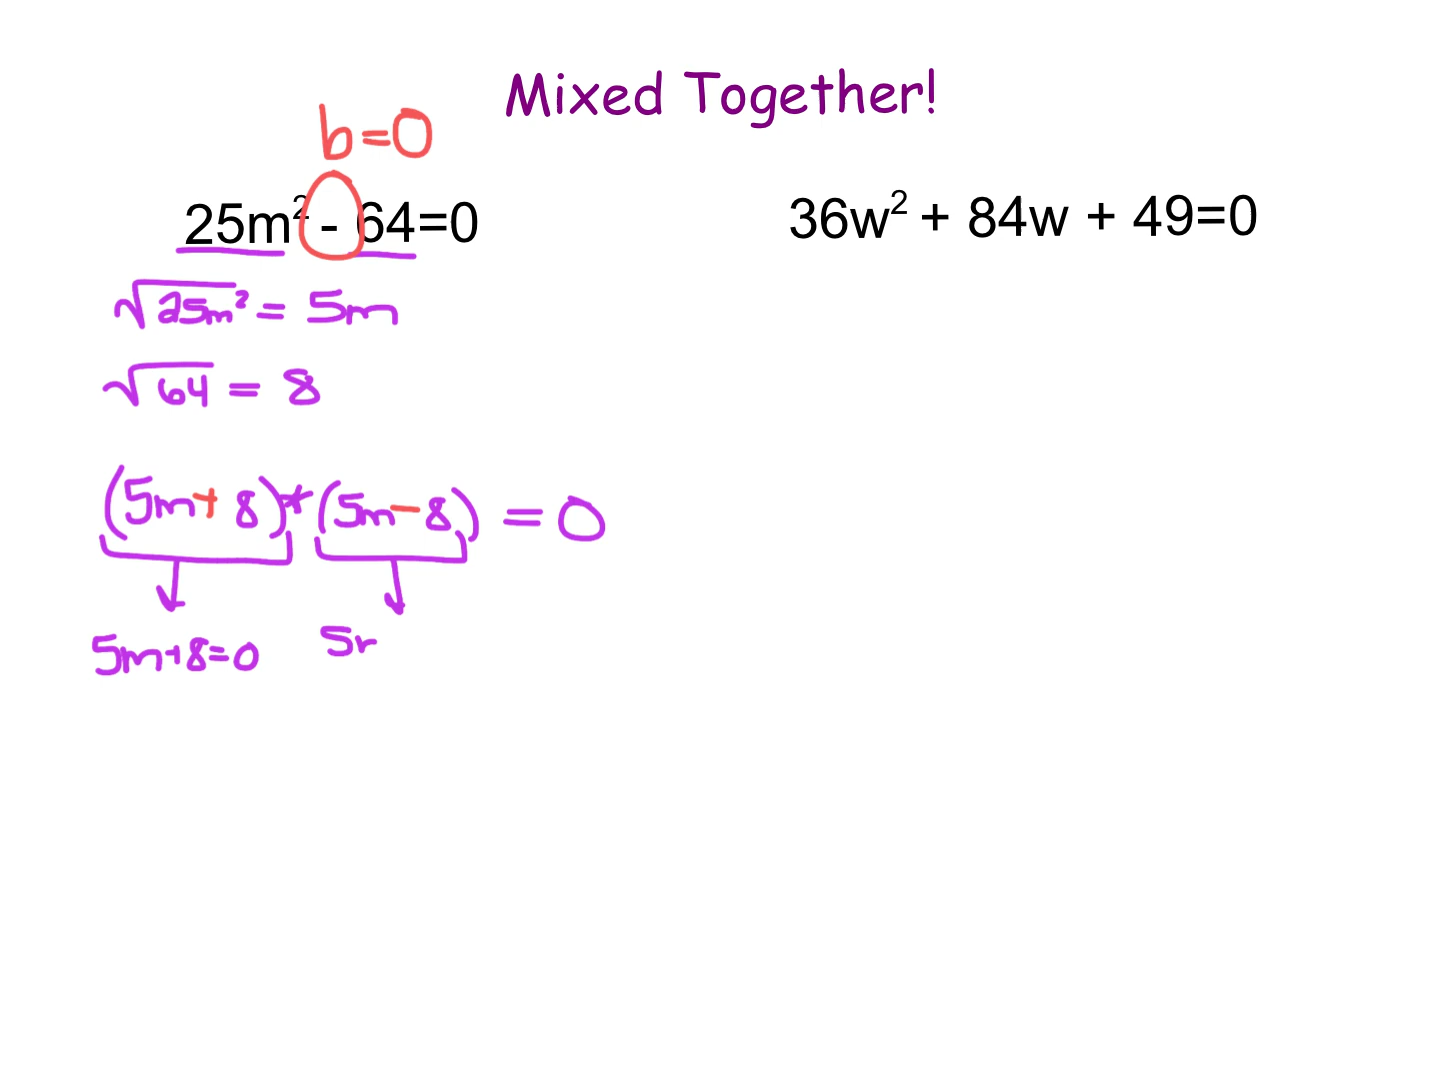 Mixed Together!
b=0
25m² - 64=0
36w² + 84w + 49=0
√25m² = 5m
√64 = 8
(5m+8)*(5m-8) = 0
5m+8=0 5